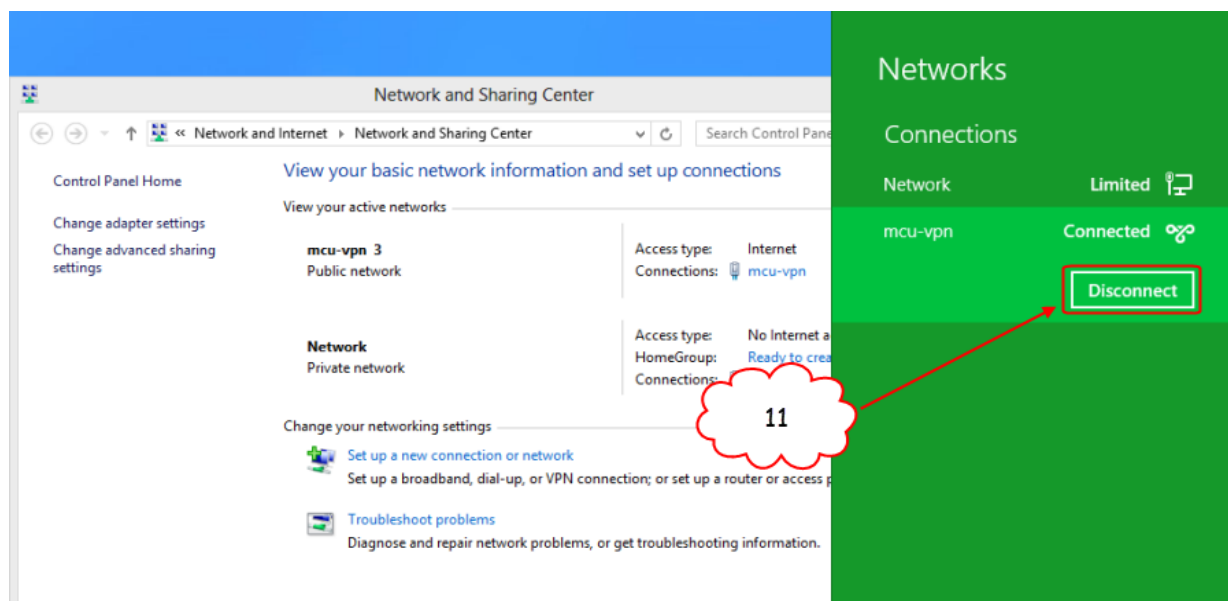 Network and Sharing Center
« Network and Internet ▸ Network and Sharing Center
Search Control Pane
Control Panel Home
Change adapter settings
Change advanced sharing
settings
View your basic network information and set up connections
View your active networks
mcu-vpn 3
Public network
Access type: Internet
Connections: mcu-vpn
Network
Private network
Access type: No Internet a
HomeGroup: Ready to crea
Connections:
Change your networking settings
Set up a new connection or network
Set up a broadband, dial-up, or VPN connection; or set up a router or access p
Troubleshoot problems
Diagnose and repair network problems, or get troubleshooting information.
11
Networks
Connections
Network Limited
mcu-vpn Connected
Disconnect